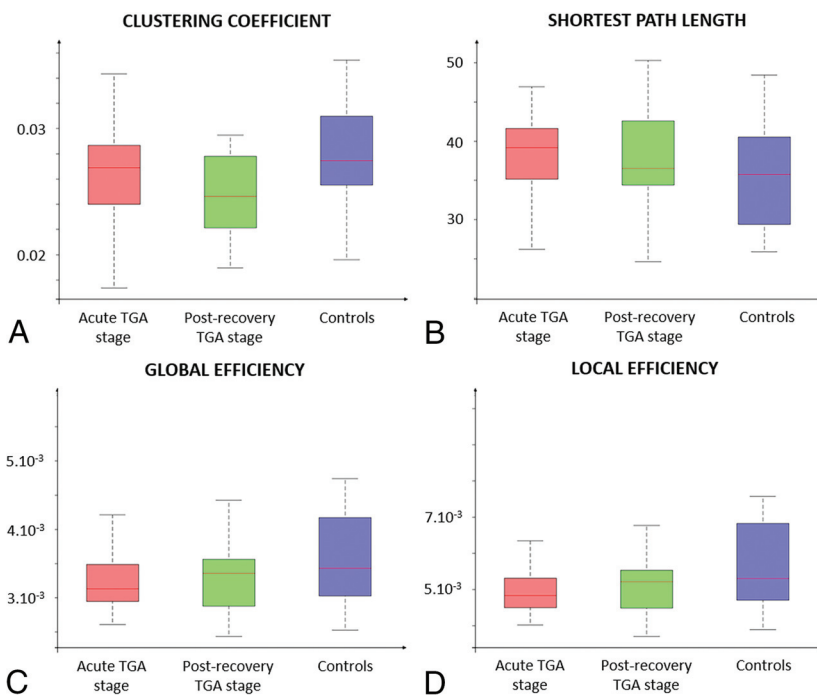 CLUSTERING COEFFICIENT
0.03
0.02
Acute TGA
stage
Post-recovery
TGA stage
Controls
A
SHORTEST PATH LENGTH
50
40
30
Acute TGA
stage
Post-recovery
TGA stage
Controls
B
GLOBAL EFFICIENCY
5.10-3
4.10-3
3.10-3
Acute TGA
stage
Post-recovery
TGA stage
Controls
C
LOCAL EFFICIENCY
7.10-3
5.10-3
Acute TGA
stage
Post-recovery
TGA stage
Controls
D